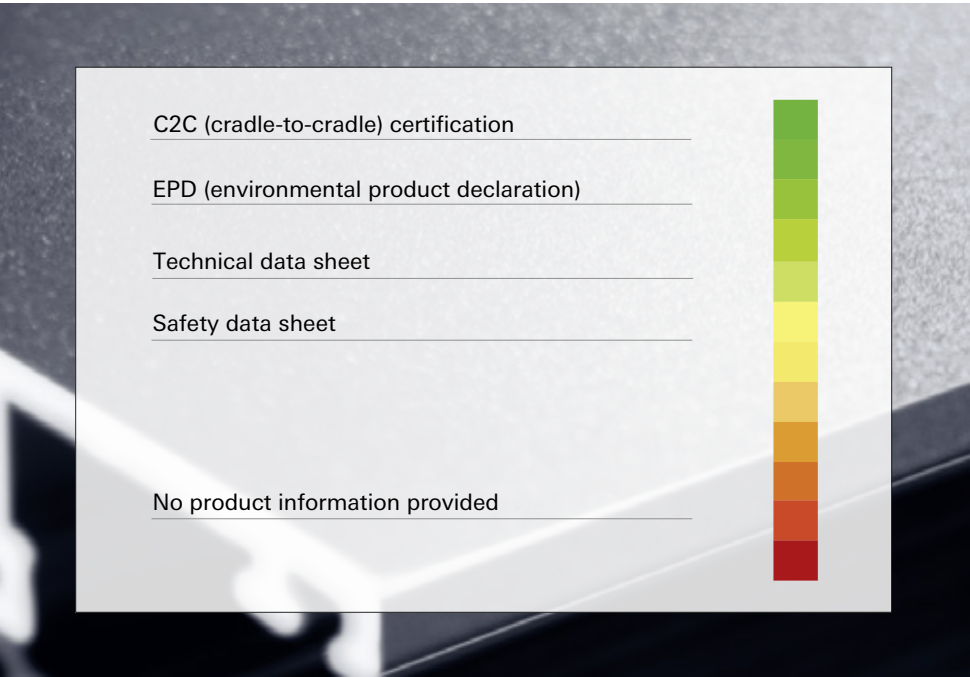 C2C (cradle-to-cradle) certification
EPD (environmental product declaration)
Technical data sheet
Safety data sheet
No product information provided